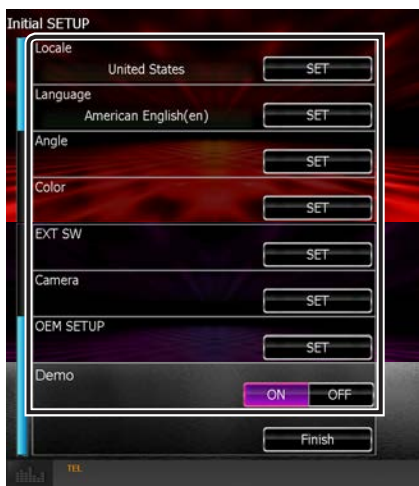 Initial SETUP
Locale
United States SET
Language
American English(en) SET
Angle
SET
Color
SET
EXT SW
SET
Camera
SET
OEM SETUP
SET
Demo
ON OFF
Finish
TEL